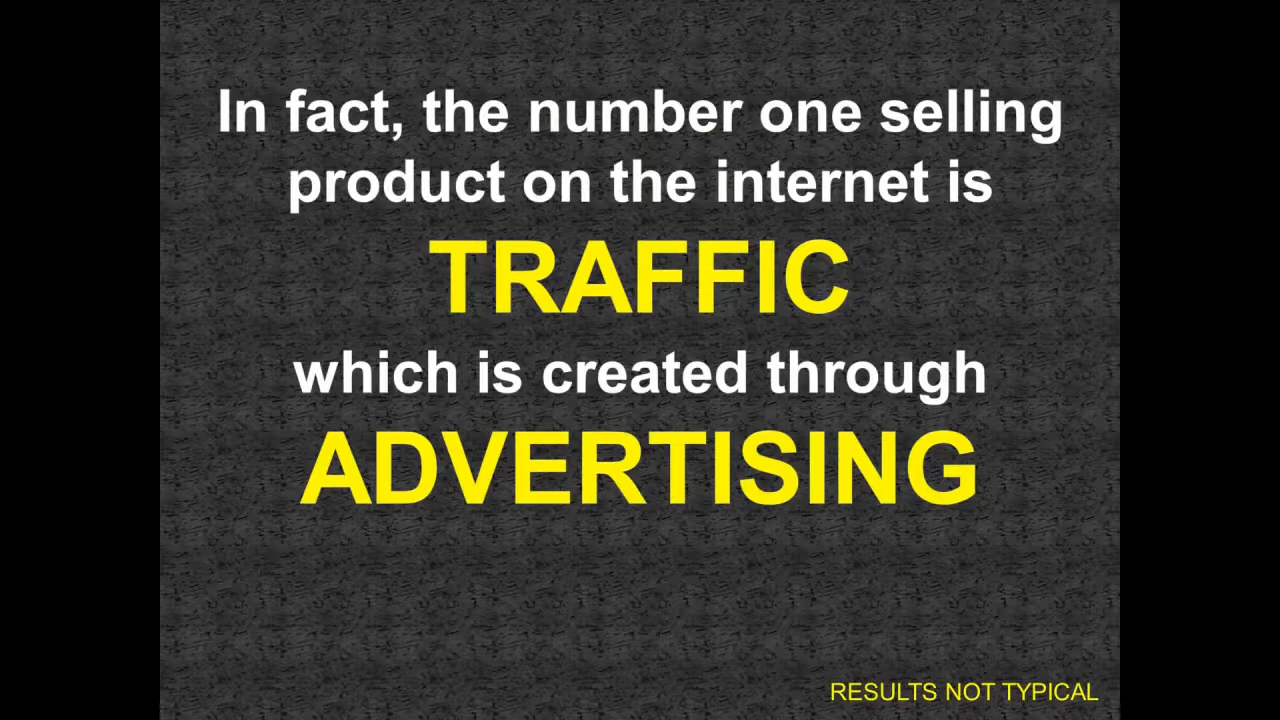 In fact, the number one selling
product on the internet is
TRAFFIC
which is created through
ADVERTISING
RESULTS NOT TYPICAL